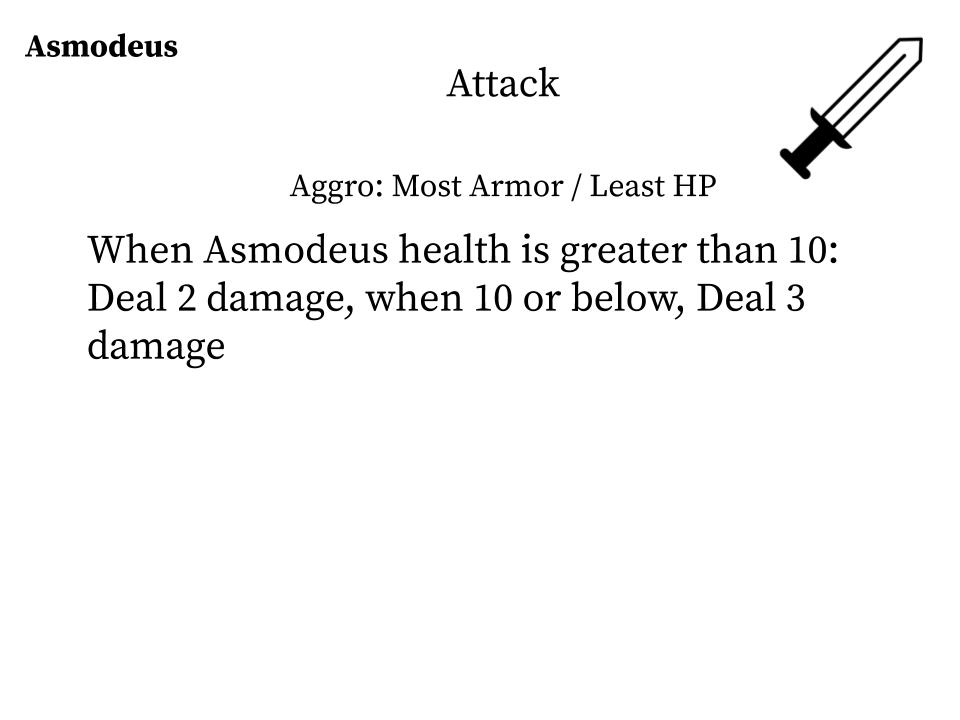 Asmodeus
Attack
Aggro: Most Armor / Least HP
When Asmodeus health is greater than 10:
Deal 2 damage, when 10 or below, Deal 3
damage